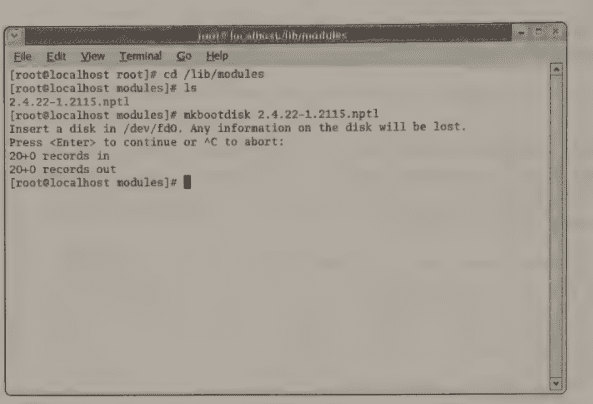 root@localhost:/lib/modules
File Edit View Terminal Go Help
[root@localhost root]# cd /lib/modules
[root@localhost modules]# ls
2.4.22-1.2115.nptl
[root@localhost modules]# mkbootdisk 2.4.22-1.2115.nptl
Insert a disk in /dev/fd0. Any information on the disk will be lost.
Press <Enter> to continue or ^C to abort:
20+0 records in
20+0 records out
[root@localhost modules]#